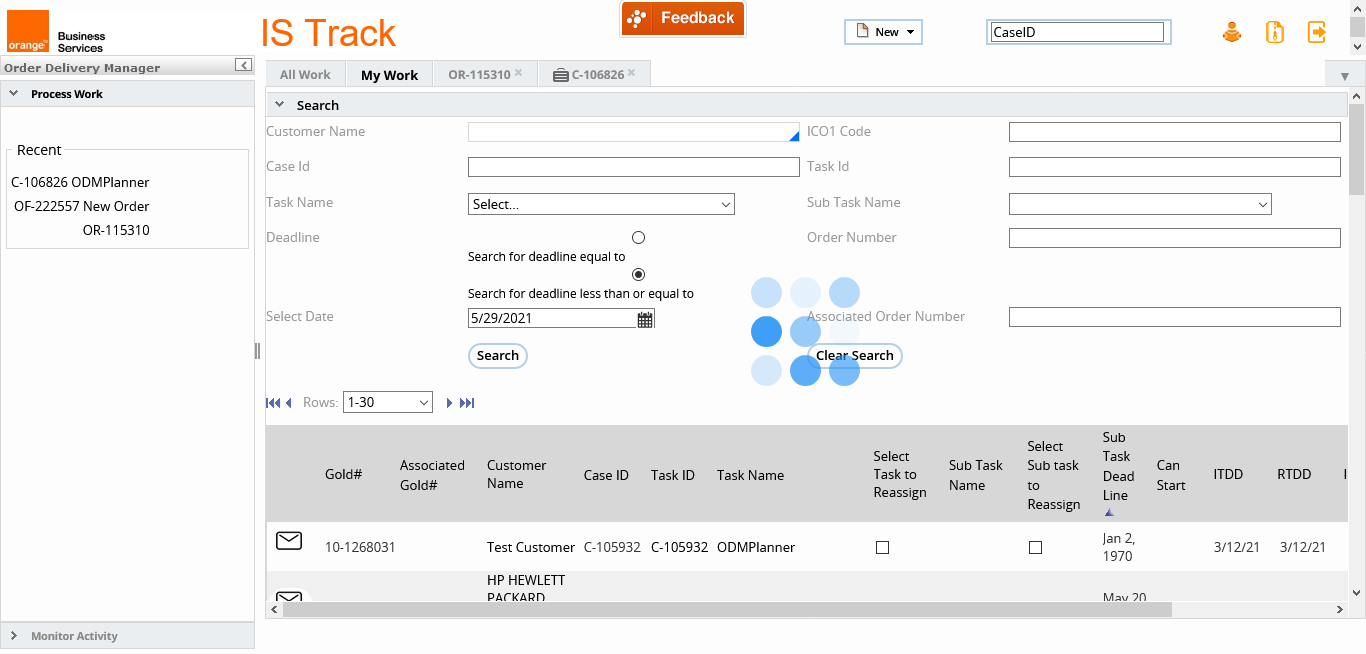 orange™
Business
Services
IS Track
Feedback
New
CaseID
Order Delivery Manager
All Work
My Work
OR-115310
C-106826
Process Work
Search
Recent
C-106826 ODMPlanner
OF-222557 New Order
OR-115310
Customer Name
ICO1 Code
Case Id
Task Id
Task Name
Select...
Sub Task Name
Deadline
Order Number
Search for deadline equal to
Search for deadline less than or equal to
Select Date
5/29/2021
Associated Order Number
Search
Clear Search
Rows:
1-30
Gold#
Associated
Gold#
Customer
Name
Case ID
Task ID
Task Name
Select
Task to
Reassign
Sub Task
Name
Select
Sub task
to
Reassign
Sub
Task
Dead
Line
Can
Start
ITDD
RTDD
10-1268031
Test Customer
C-105932
C-105932
ODMPlanner
Jan 2,
1970
3/12/21
3/12/21
HP HEWLETT
PACKARD
May 20
Monitor Activity